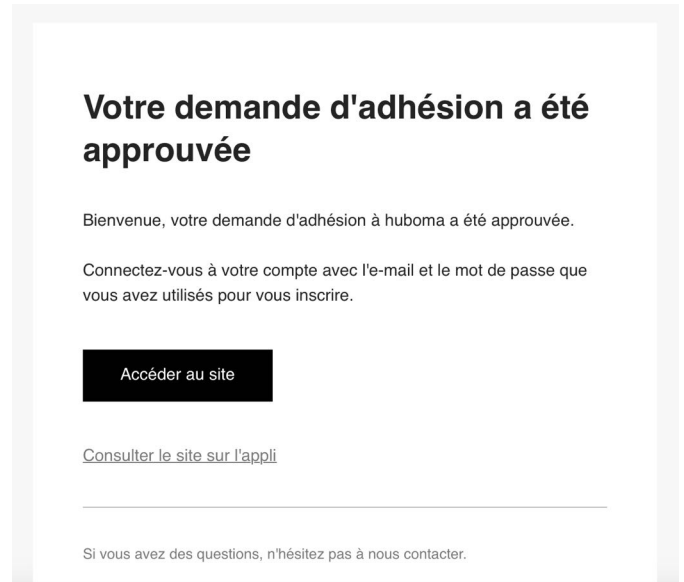 Votre demande d'adhésion a été
approuvée
Bienvenue, votre demande d'adhésion à huboma a été approuvée.
Connectez-vous à votre compte avec l'e-mail et le mot de passe que
vous avez utilisés pour vous inscrire.
Accéder au site
Consulter le site sur l'appli
Si vous avez des questions, n'hésitez pas à nous contacter.